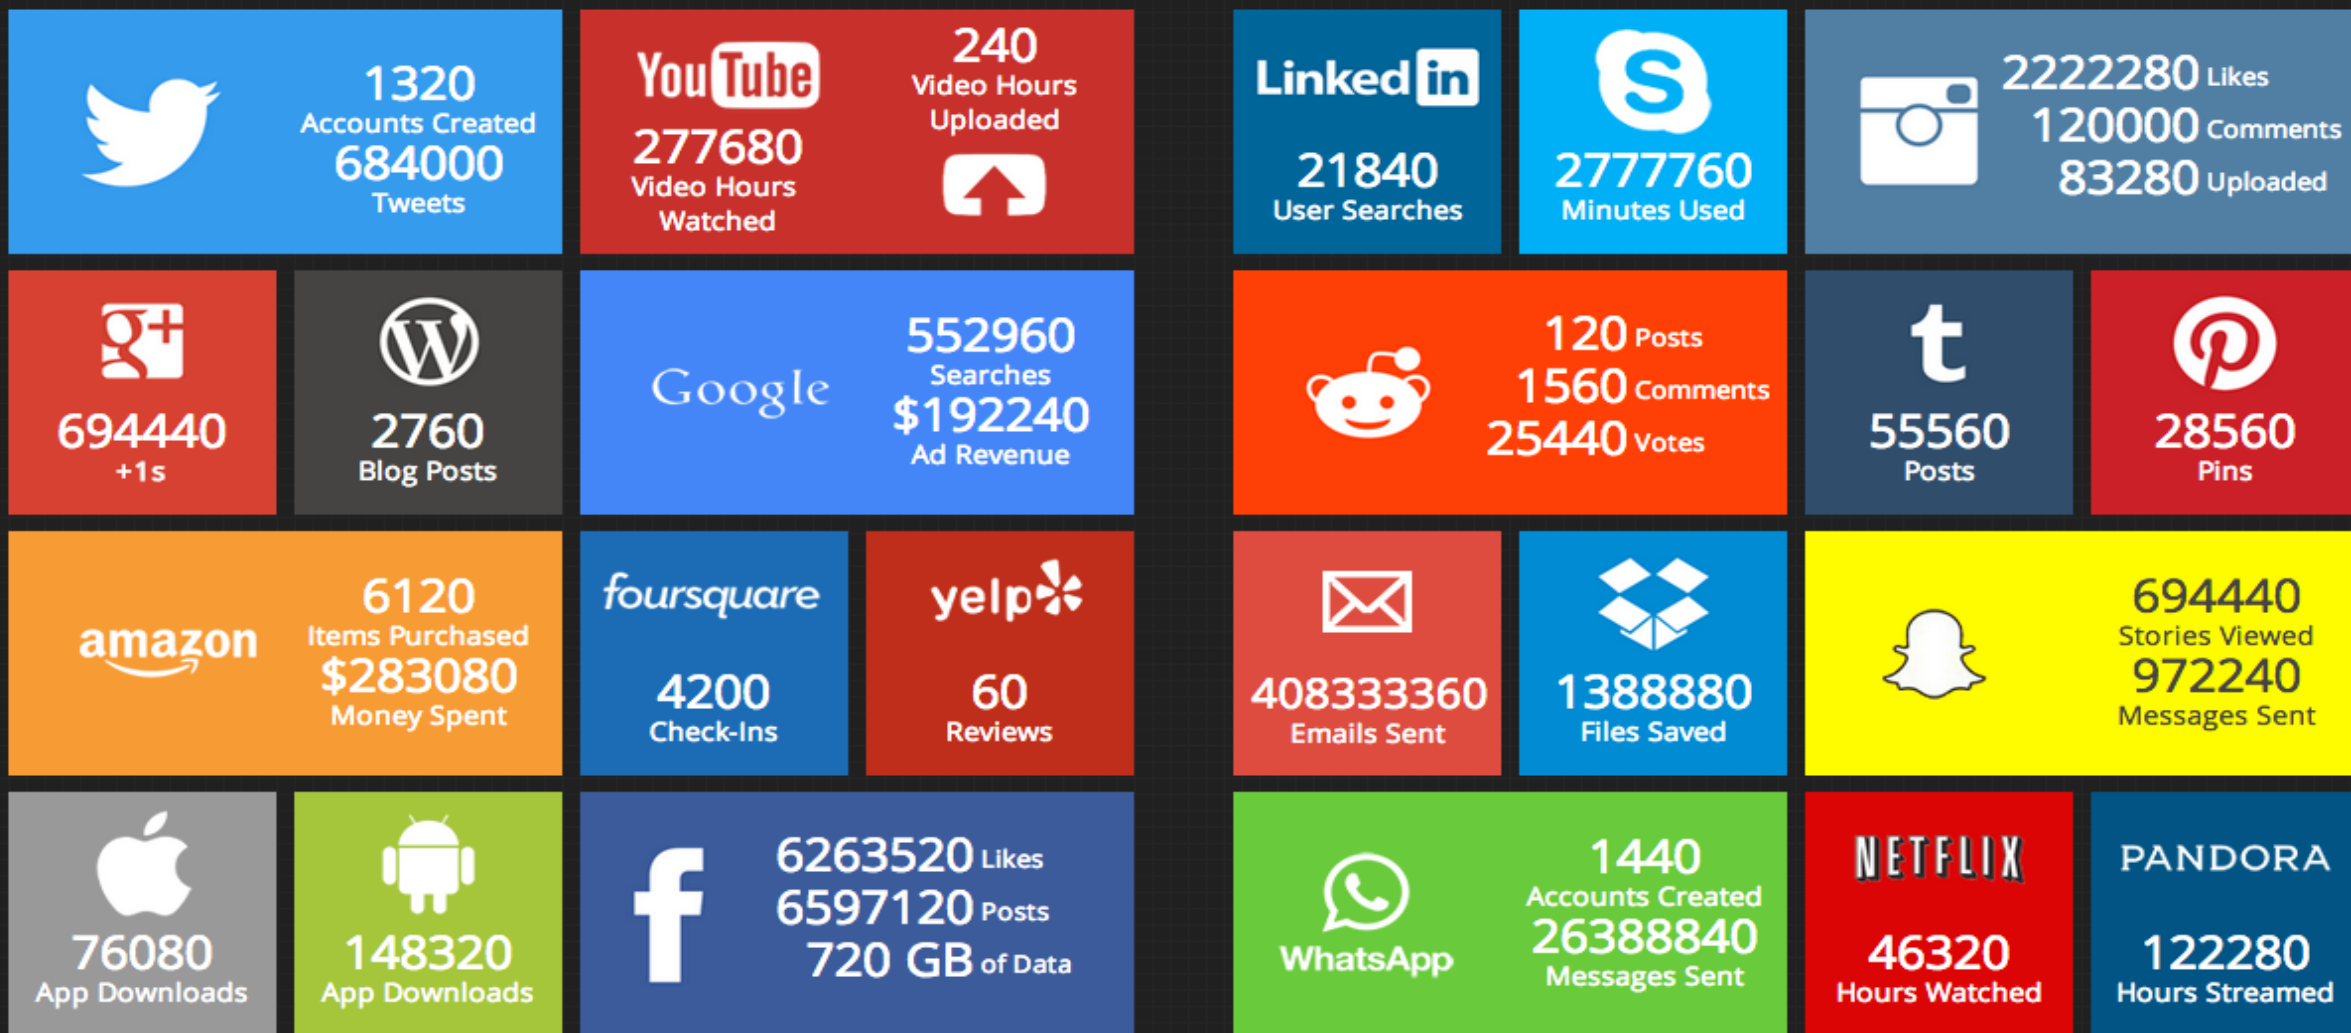 1320
Accounts Created
684000
Tweets
YouTube
277680
Video Hours
Watched
240
Video Hours
Uploaded
Linked in
21840
User Searches
S
2777760
Minutes Used
2222280 Likes
120000 Comments
83280 Uploaded
g+
694440
+1s
W
2760
Blog Posts
Google
552960
Searches
$192240
Ad Revenue
120 Posts
1560 Comments
25440 Votes
t
55560
Posts
P
28560
Pins
amazon
6120
Items Purchased
$283080
Money Spent
foursquare
4200
Check-Ins
yelp
60
Reviews
408333360
Emails Sent
1388880
Files Saved
694440
Stories Viewed
972240
Messages Sent
76080
App Downloads
148320
App Downloads
f
6263520 Likes
6597120 Posts
720 GB of Data
WhatsApp
1440
Accounts Created
26388840
Messages Sent
NETFLIX
46320
Hours Watched
PANDORA
122280
Hours Streamed